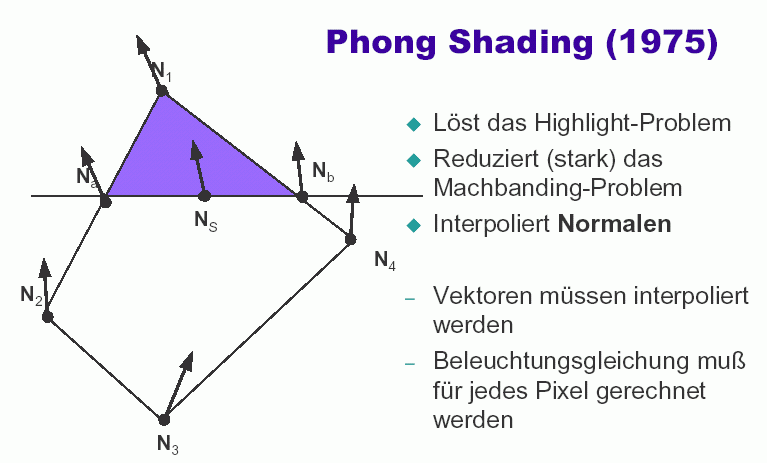 Phong Shading (1975)
N1
Na
Nb
NS
N4
N2
N3
◆ Löst das Highlight-Problem
◆ Reduziert (stark) das
Machbanding-Problem
◆ Interpoliert Normalen
– Vektoren müssen interpoliert
werden
– Beleuchtungsgleichung muß
für jedes Pixel gerechnet
werden